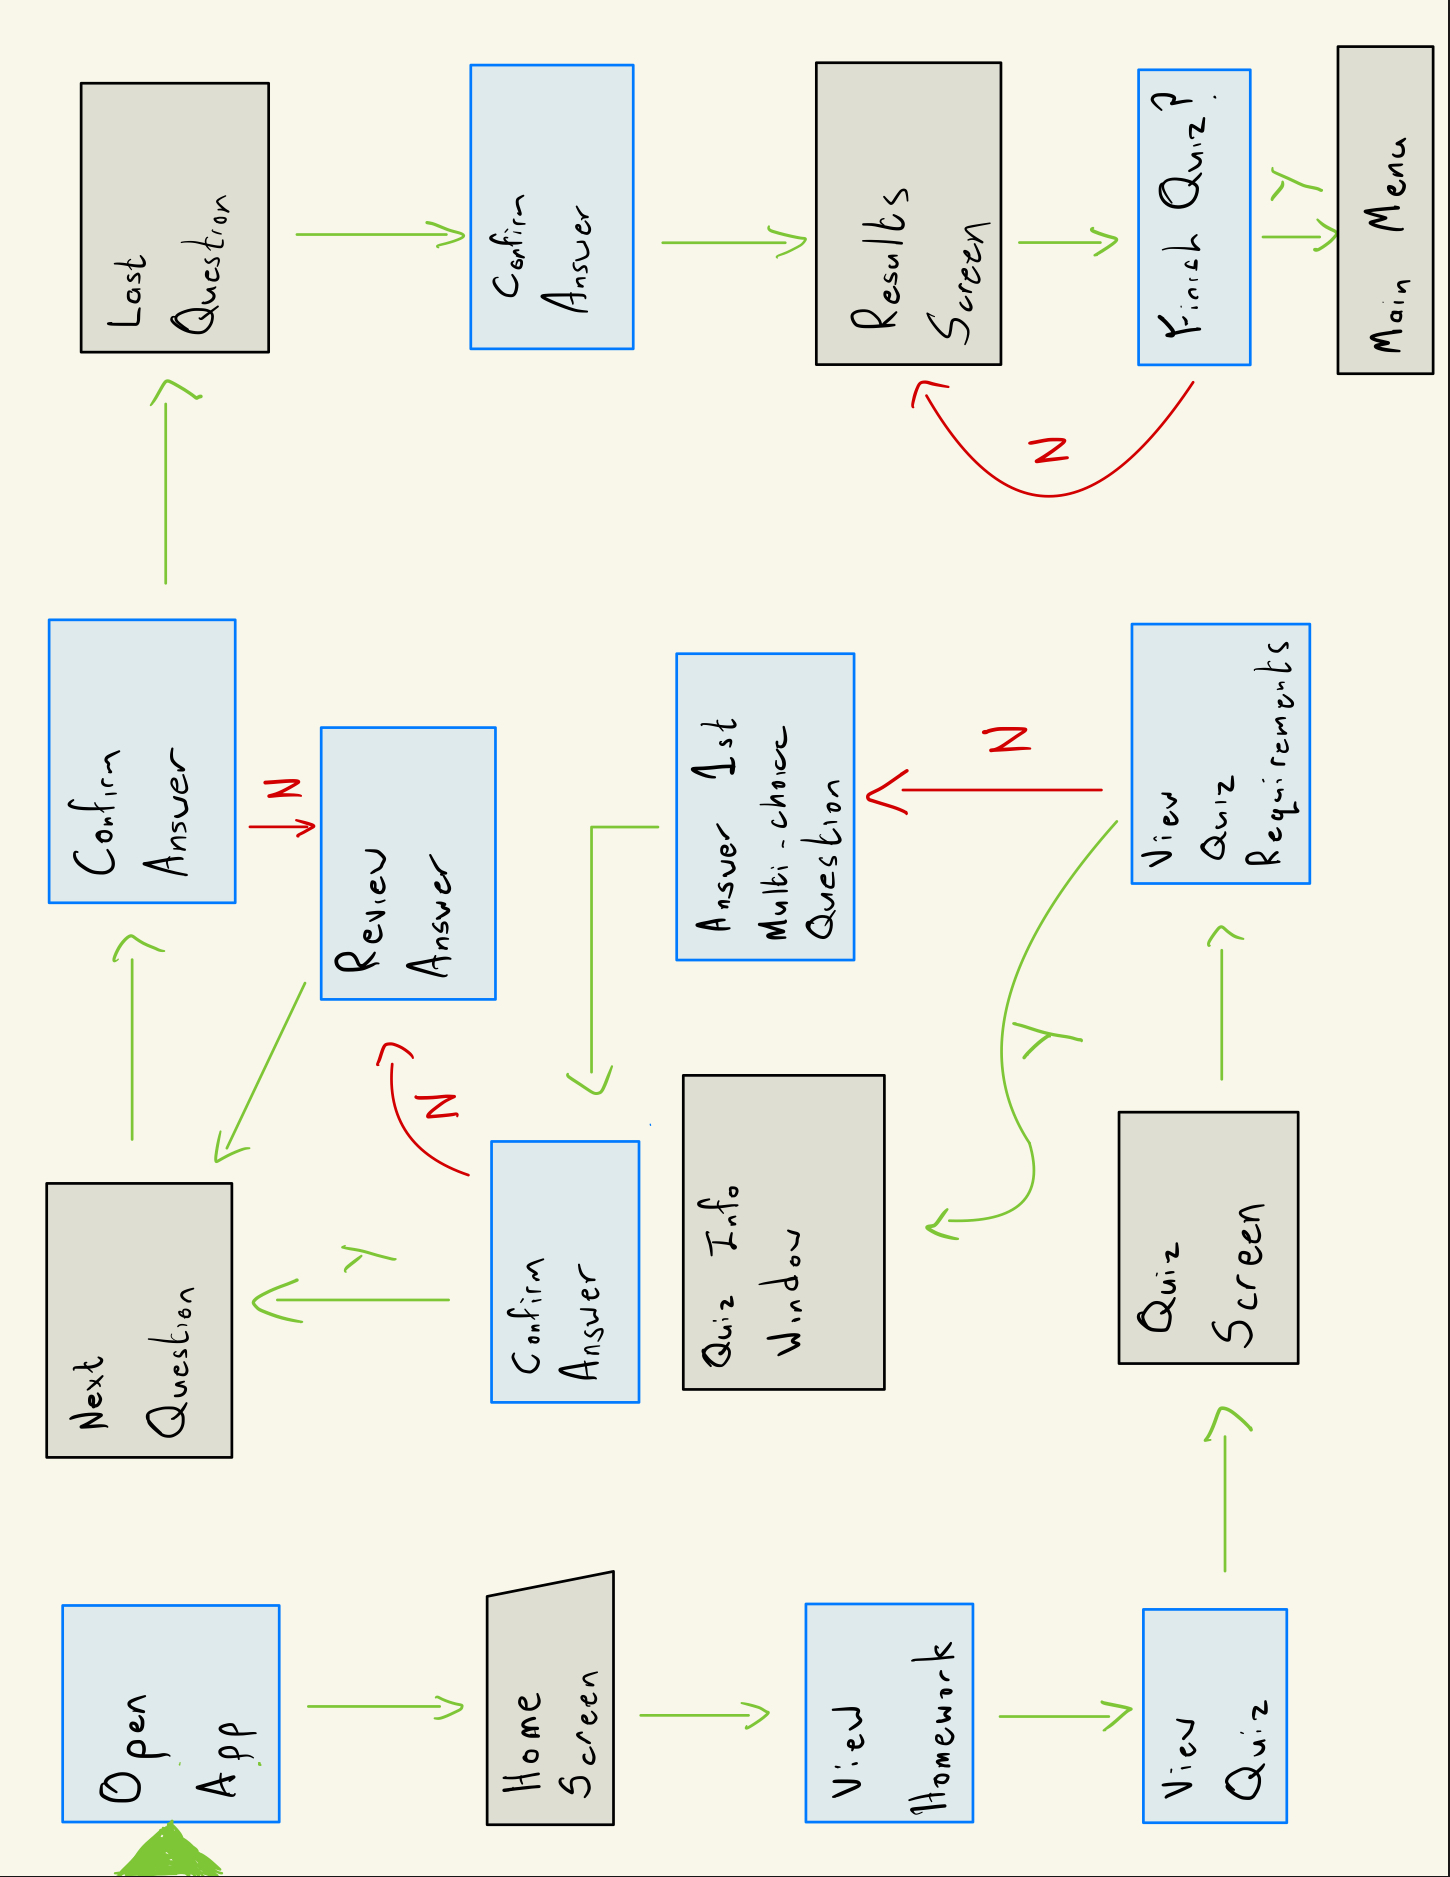 Open
App
Home
Screen
View
Homework
View
Quiz
Quiz
Screen
View
Quiz
Requirements
Y
N
Quiz Info
Window
Answer 1st
Multi-choice
Question
Confirm
Answer
Y
N
Next
Question
Confirm
Answer
N
Review
Answer
Last
Question
Confirm
Answer
Results
Screen
N
Finish Quiz?
Y
Main Menu